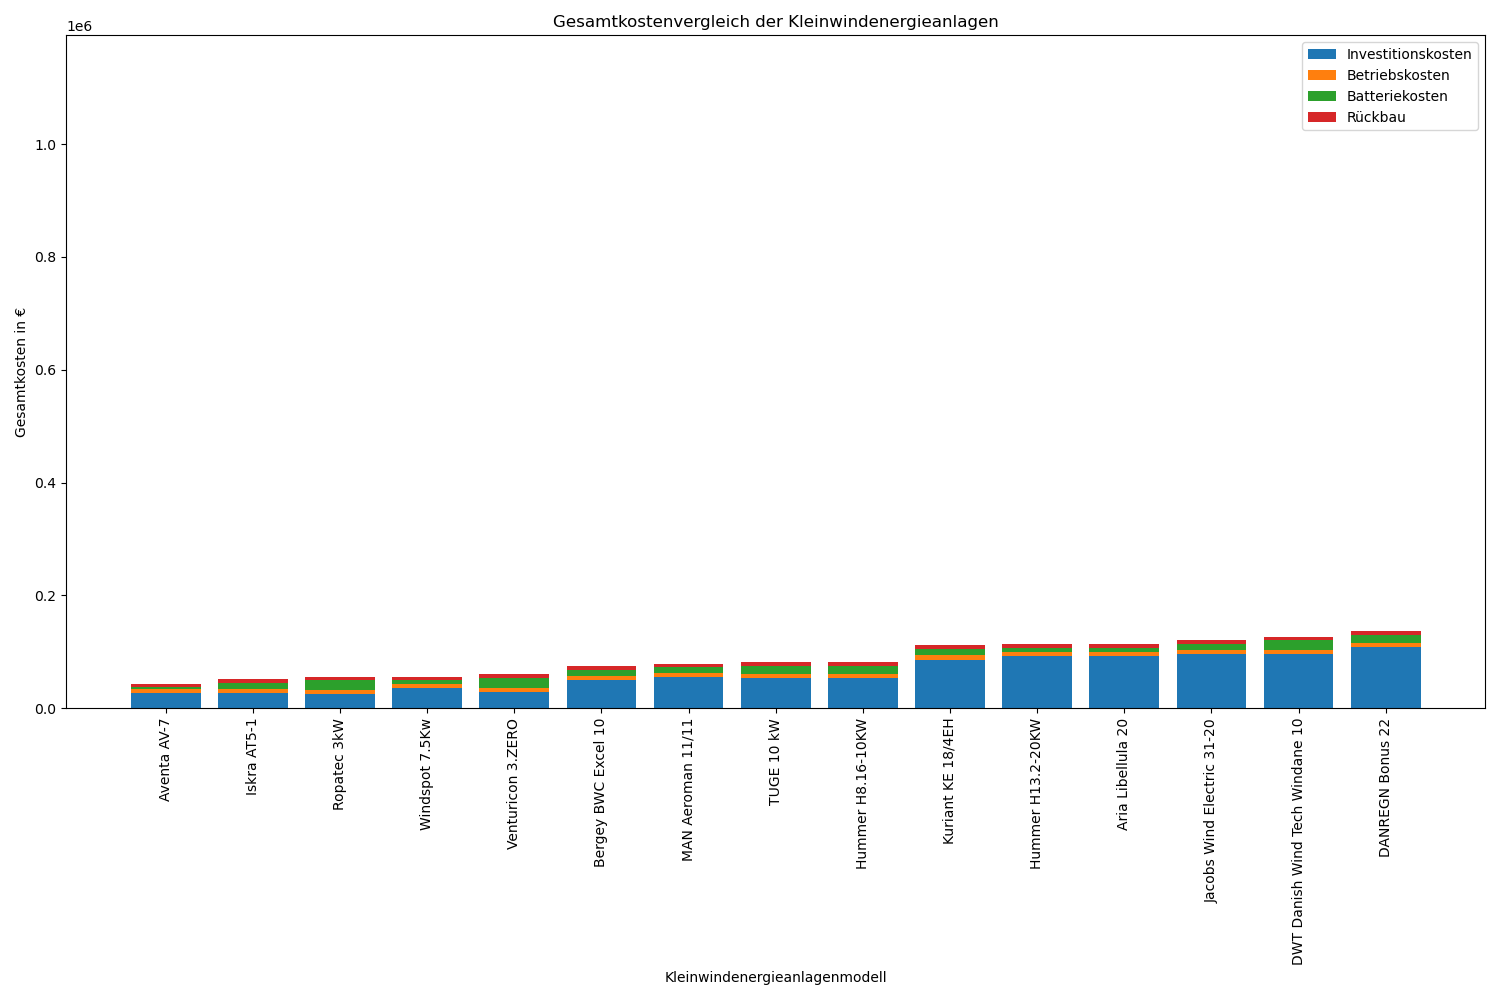 Gesamtkostenvergleich der Kleinwindenergieanlagen
1e6
Investitionskosten
Betriebskosten
Batteriekosten
Rückbau
Gesamtkosten in €
1.0
0.8
0.6
0.4
0.2
0.0
Aventa AV-7
Iskra AT5-1
Ropatec 3kW
Windspot 7.5Kw
Venturicon 3.ZERO
Bergey BWC Excel 10
MAN Aeroman 11/11
TUGE 10 kW
Hummer H8.16-10KW
Kuriant KE 18/4EH
Hummer H13.2-20KW
Aria Libellula 20
Jacobs Wind Electric 31-20
DWT Danish Wind Tech Windane 10
DANREGN Bonus 22
Kleinwindenergieanlagenmodell